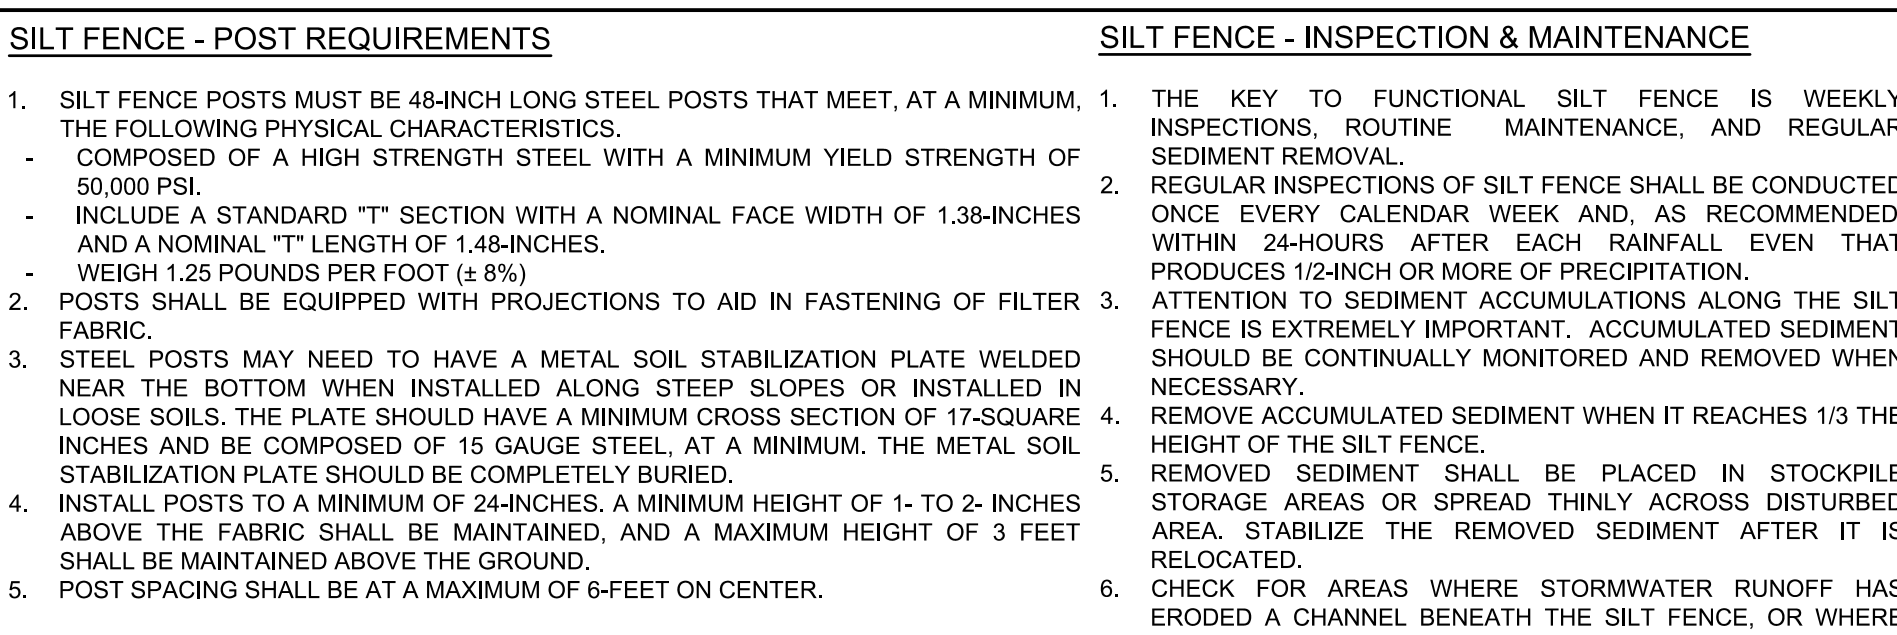 SILT FENCE - POST REQUIREMENTS
1. SILT FENCE POSTS MUST BE 48-INCH LONG STEEL POSTS THAT MEET, AT A MINIMUM,
THE FOLLOWING PHYSICAL CHARACTERISTICS.
- COMPOSED OF A HIGH STRENGTH STEEL WITH A MINIMUM YIELD STRENGTH OF
50,000 PSI.
- INCLUDE A STANDARD "T" SECTION WITH A NOMINAL FACE WIDTH OF 1.38-INCHES
AND A NOMINAL "T" LENGTH OF 1.48-INCHES.
- WEIGH 1.25 POUNDS PER FOOT (± 8%)
2. POSTS SHALL BE EQUIPPED WITH PROJECTIONS TO AID IN FASTENING OF FILTER
FABRIC.
3. STEEL POSTS MAY NEED TO HAVE A METAL SOIL STABILIZATION PLATE WELDED
NEAR THE BOTTOM WHEN INSTALLED ALONG STEEP SLOPES OR INSTALLED IN
LOOSE SOILS. THE PLATE SHOULD HAVE A MINIMUM CROSS SECTION OF 17-SQUARE
INCHES AND BE COMPOSED OF 15 GAUGE STEEL, AT A MINIMUM. THE METAL SOIL
STABILIZATION PLATE SHOULD BE COMPLETELY BURIED.
4. INSTALL POSTS TO A MINIMUM OF 24-INCHES. A MINIMUM HEIGHT OF 1- TO 2- INCHES
ABOVE THE FABRIC SHALL BE MAINTAINED, AND A MAXIMUM HEIGHT OF 3 FEET
SHALL BE MAINTAINED ABOVE THE GROUND.
5. POST SPACING SHALL BE AT A MAXIMUM OF 6-FEET ON CENTER.
SILT FENCE - INSPECTION & MAINTENANCE
1. THE KEY TO FUNCTIONAL SILT FENCE IS WEEKLY
INSPECTIONS, ROUTINE MAINTENANCE, AND REGULAR
SEDIMENT REMOVAL.
2. REGULAR INSPECTIONS OF SILT FENCE SHALL BE CONDUCTED
ONCE EVERY CALENDAR WEEK AND, AS RECOMMENDED,
WITHIN 24-HOURS AFTER EACH RAINFALL EVEN THAT
PRODUCES 1/2-INCH OR MORE OF PRECIPITATION.
3. ATTENTION TO SEDIMENT ACCUMULATIONS ALONG THE SILT
FENCE IS EXTREMELY IMPORTANT. ACCUMULATED SEDIMENT
SHOULD BE CONTINUALLY MONITORED AND REMOVED WHEN
NECESSARY.
4. REMOVE ACCUMULATED SEDIMENT WHEN IT REACHES 1/3 THE
HEIGHT OF THE SILT FENCE.
5. REMOVED SEDIMENT SHALL BE PLACED IN STOCKPILE
STORAGE AREAS OR SPREAD THINLY ACROSS DISTURBED
AREA. STABILIZE THE REMOVED SEDIMENT AFTER IT IS
RELOCATED.
6. CHECK FOR AREAS WHERE STORMWATER RUNOFF HAS
ERODED A CHANNEL BENEATH THE SILT FENCE, OR WHERE